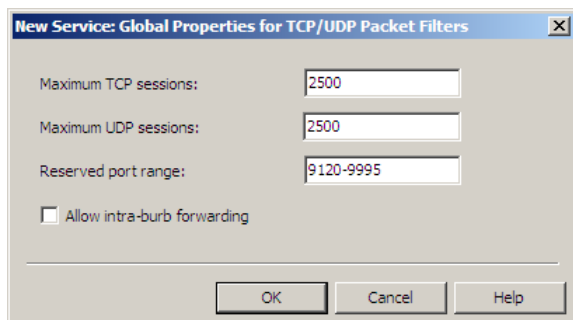 New Service: Global Properties for TCP/UDP Packet Filters
Maximum TCP sessions: 2500
Maximum UDP sessions: 2500
Reserved port range: 9120-9995
Allow intra-burb forwarding
OK Cancel Help